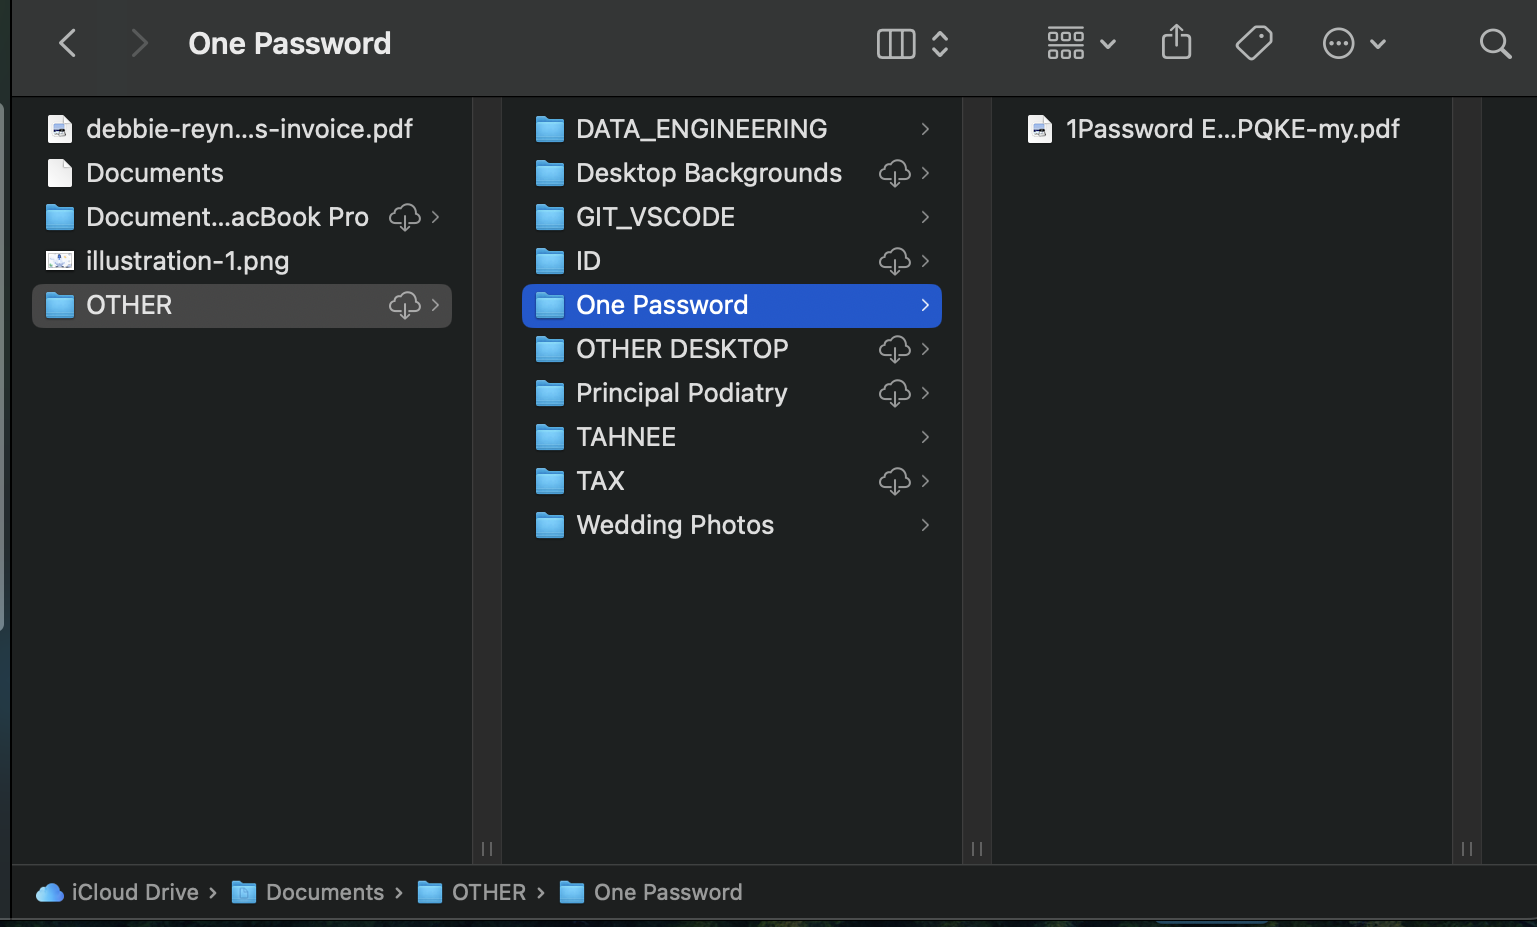 One Password
debbie-reyn...s-invoice.pdf
Documents
Document...acBook Pro
illustration-1.png
OTHER
DATA_ENGINEERING
Desktop Backgrounds
GIT_VSCODE
ID
One Password
OTHER DESKTOP
Principal Podiatry
TAHNEE
TAX
Wedding Photos
1Password E...PQKE-my.pdf
iCloud Drive › Documents › OTHER › One Password